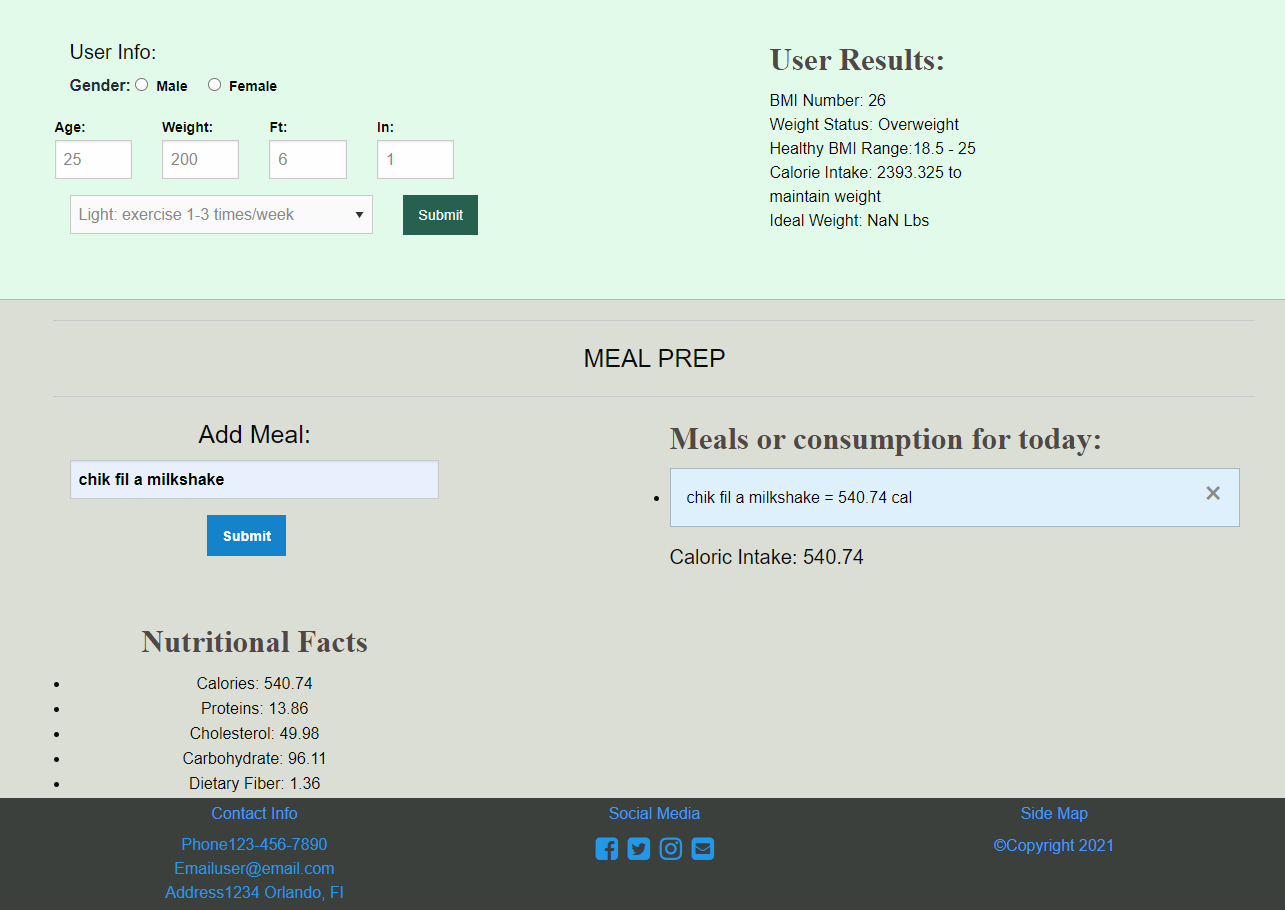 User Info:
Gender: Male Female
Age: Weight: Ft: In:
25 200 6 1
Light: exercise 1-3 times/week Submit
User Results:
BMI Number: 26
Weight Status: Overweight
Healthy BMI Range:18.5 - 25
Calorie Intake: 2393.325 to
maintain weight
Ideal Weight: NaN Lbs
MEAL PREP
Add Meal:
chik fil a milkshake
Submit
Meals or consumption for today:
chik fil a milkshake = 540.74 cal ×
Caloric Intake: 540.74
Nutritional Facts
Calories: 540.74
Proteins: 13.86
Cholesterol: 49.98
Carbohydrate: 96.11
Dietary Fiber: 1.36
Contact Info
Phone123-456-7890
Emailuser@email.com
Address1234 Orlando, Fl
Social Media
Side Map
©Copyright 2021